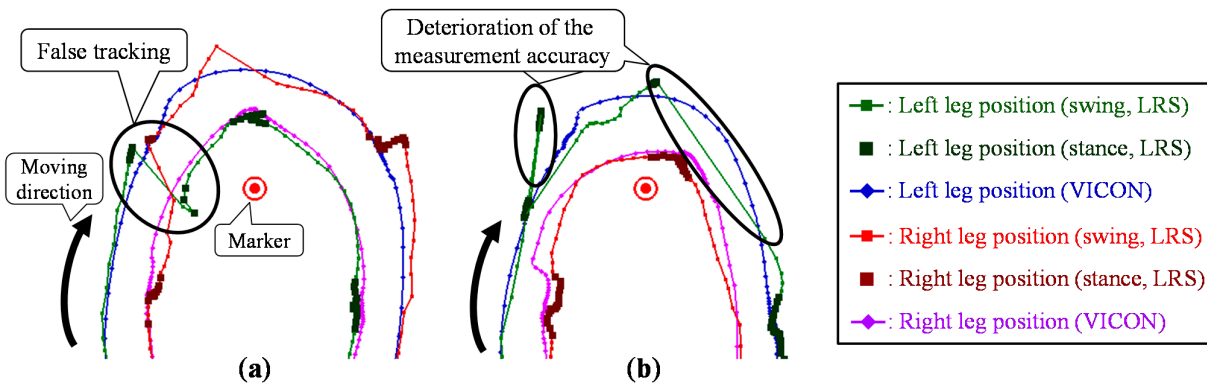 False tracking
Moving
direction
Marker
(a)
Deterioration of the
measurement accuracy
(b)
: Left leg position (swing, LRS)
: Left leg position (stance, LRS)
: Left leg position (VICON)
: Right leg position (swing, LRS)
: Right leg position (stance, LRS)
: Right leg position (VICON)